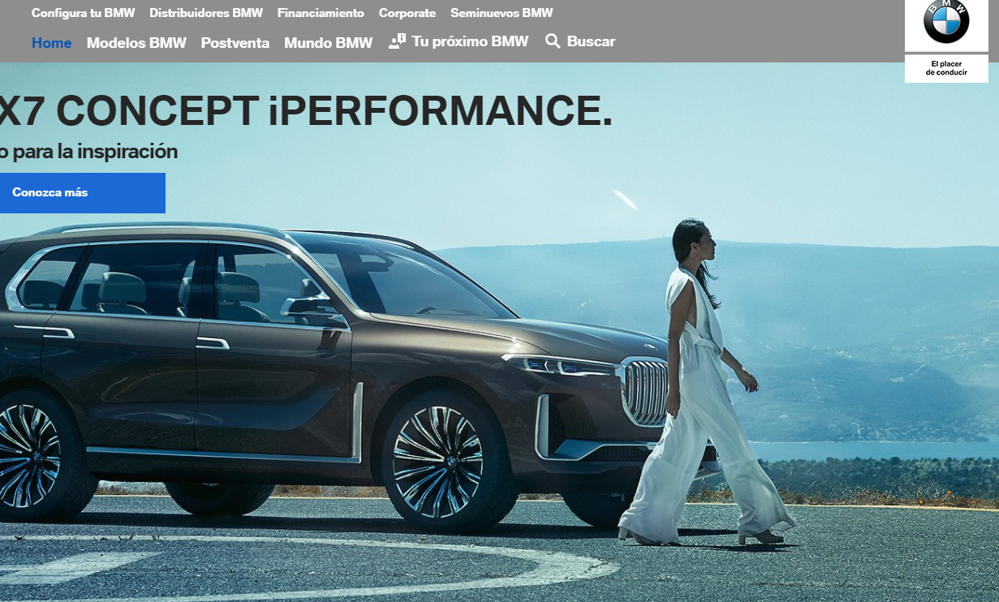 Configura tu BMW Distribuidores BMW Financiamiento Corporate Seminuevos BMW
Home Modelos BMW Postventa Mundo BMW Tu próximo BMW Buscar
BMW
El placer
de conducir
X7 CONCEPT iPERFORMANCE.
o para la inspiración
Conozca más